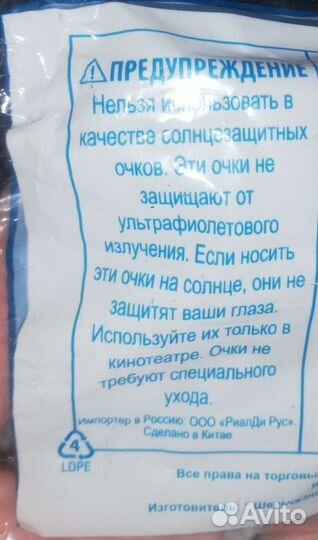 ⚠ПРЕДУПРЕЖДЕНИЕ
Нельзя использовать в
качестве солнцезащитных
очков. Эти очки не
защищают от
ультрафиолетового
излучения. Если носить
эти очки на солнце, они не
защитят ваши глаза.
Используйте их только в
кинотеатре. Очки не
требуют специального
ухода.
Импортер в Россию: ООО «РиалДи Рус».
Сделано в Китае
4
LDPE
Все права на торговы
Изготовитель
Avito